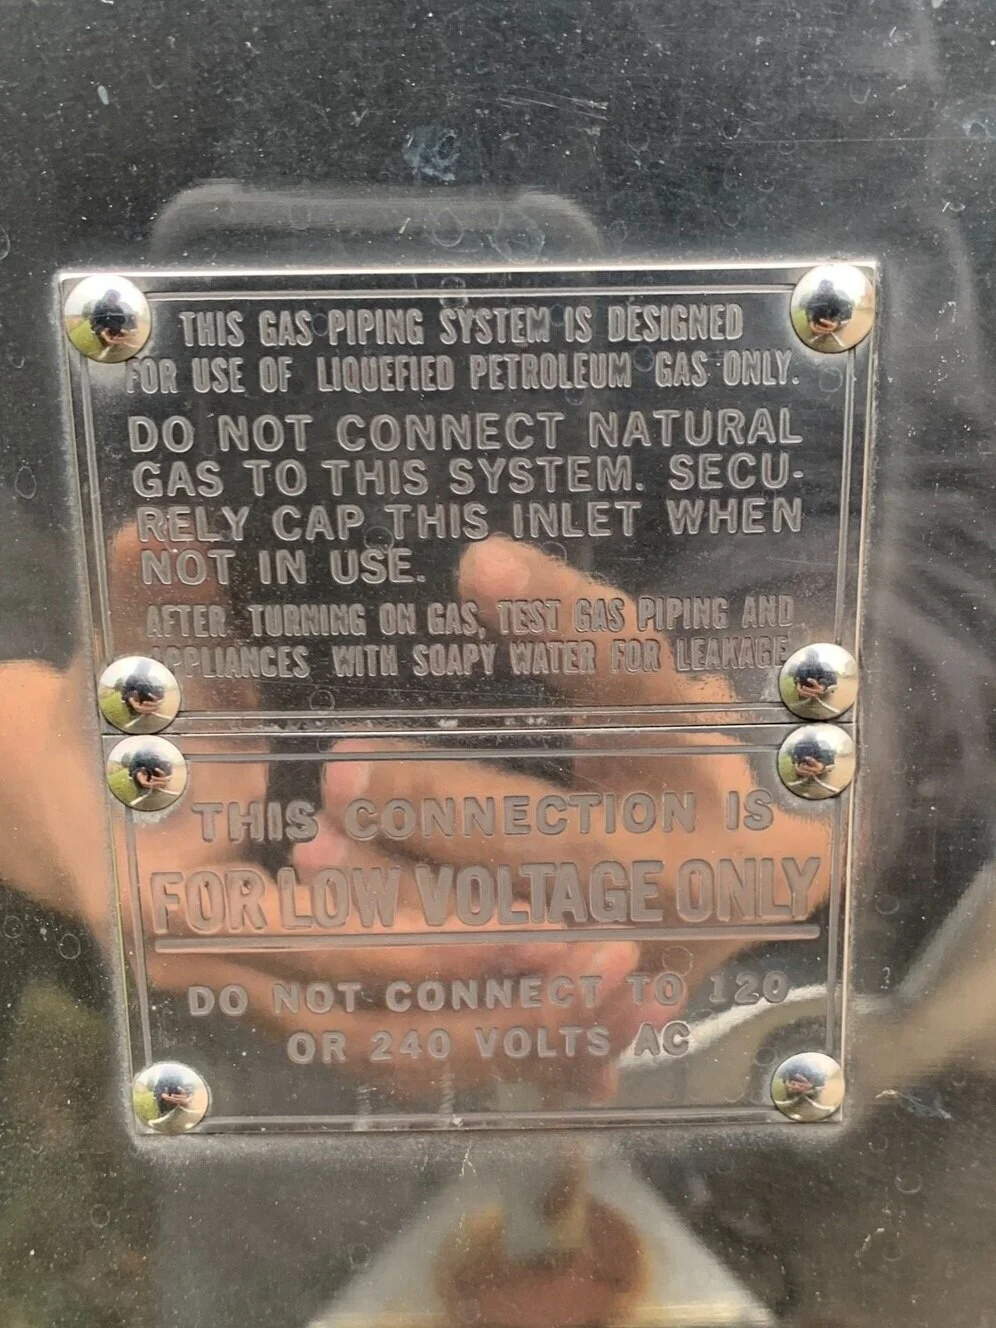 THIS GAS PIPING SYSTEM IS DESIGNED
FOR USE OF LIQUEFIED PETROLEUM GAS ONLY.
DO NOT CONNECT NATURAL
GAS TO THIS SYSTEM. SECU-
RELY CAP THIS INLET WHEN
NOT IN USE.
AFTER TURNING ON GAS, TEST GAS PIPING AND
APPLIANCES WITH SOAPY WATER FOR LEAKAGE
THIS CONNECTION IS
FOR LOW VOLTAGE ONLY
DO NOT CONNECT TO 120
OR 240 VOLTS AC